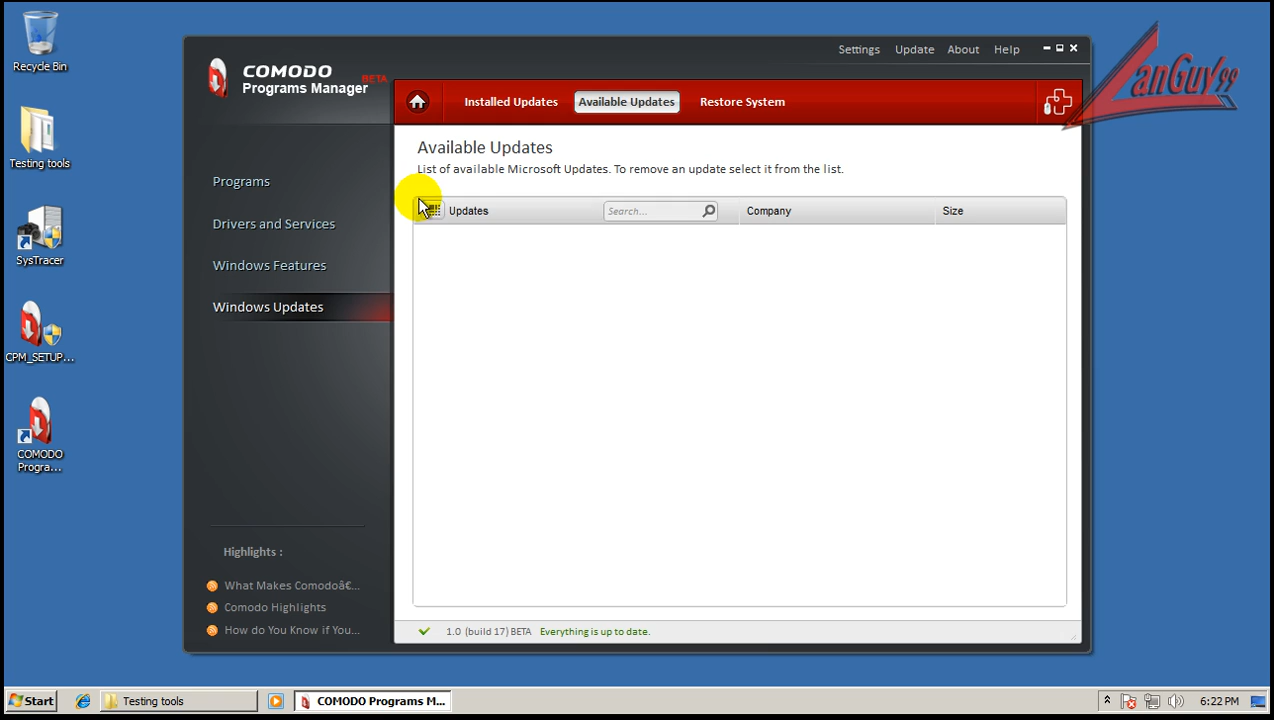 Recycle Bin
Testing tools
SysTracer
CPM_SETUP...
COMODO
Progra...
COMODO
Programs Manager
BETA
Settings
Update
About
Help
LanGuy99
Installed Updates
Available Updates
Restore System
Programs
Drivers and Services
Windows Features
Windows Updates
Available Updates
List of available Microsoft Updates. To remove an update select it from the list.
Updates
Search...
Company
Size
Highlights :
What Makes Comodoâ€...
Comodo Highlights
How do You Know if You...
1.0 (build 17) BETA Everything is up to date.
Start
Testing tools
COMODO Programs M...
6:22 PM